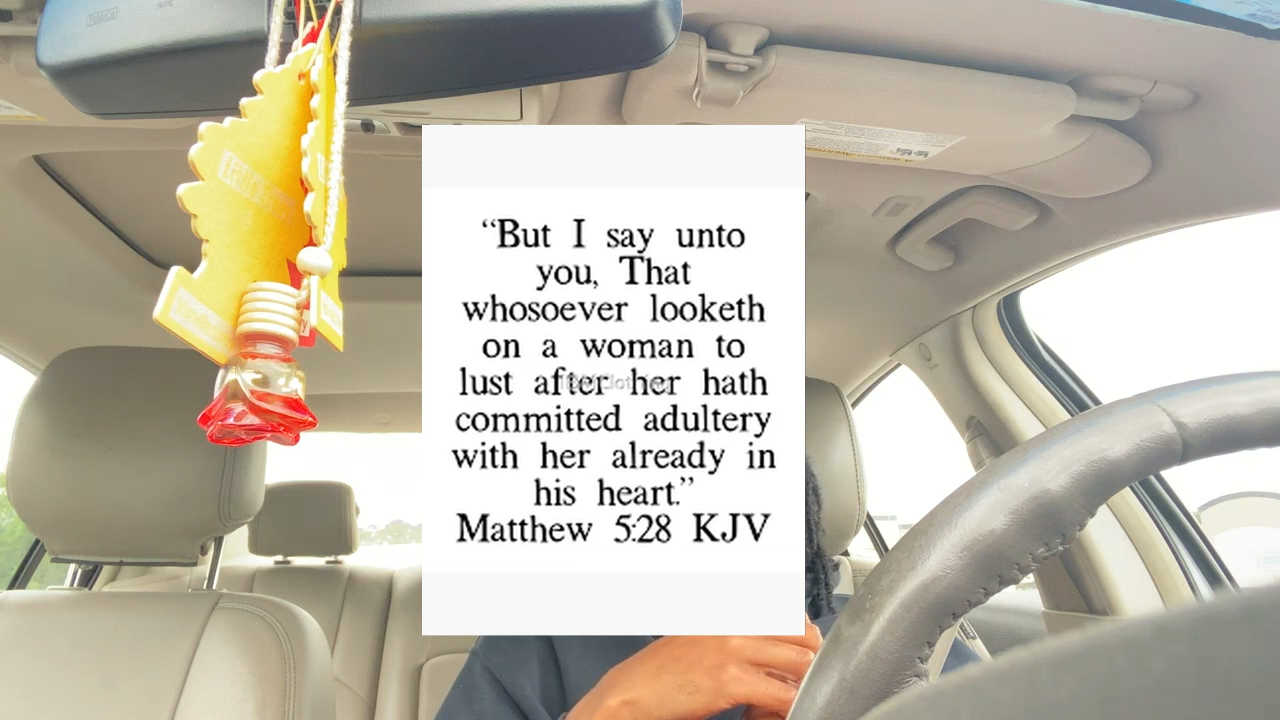 “But I say unto
you, That
whosoever looketh
on a woman to
lust after her hath
committed adultery
with her already in
his heart.”
Matthew 5:28 KJV